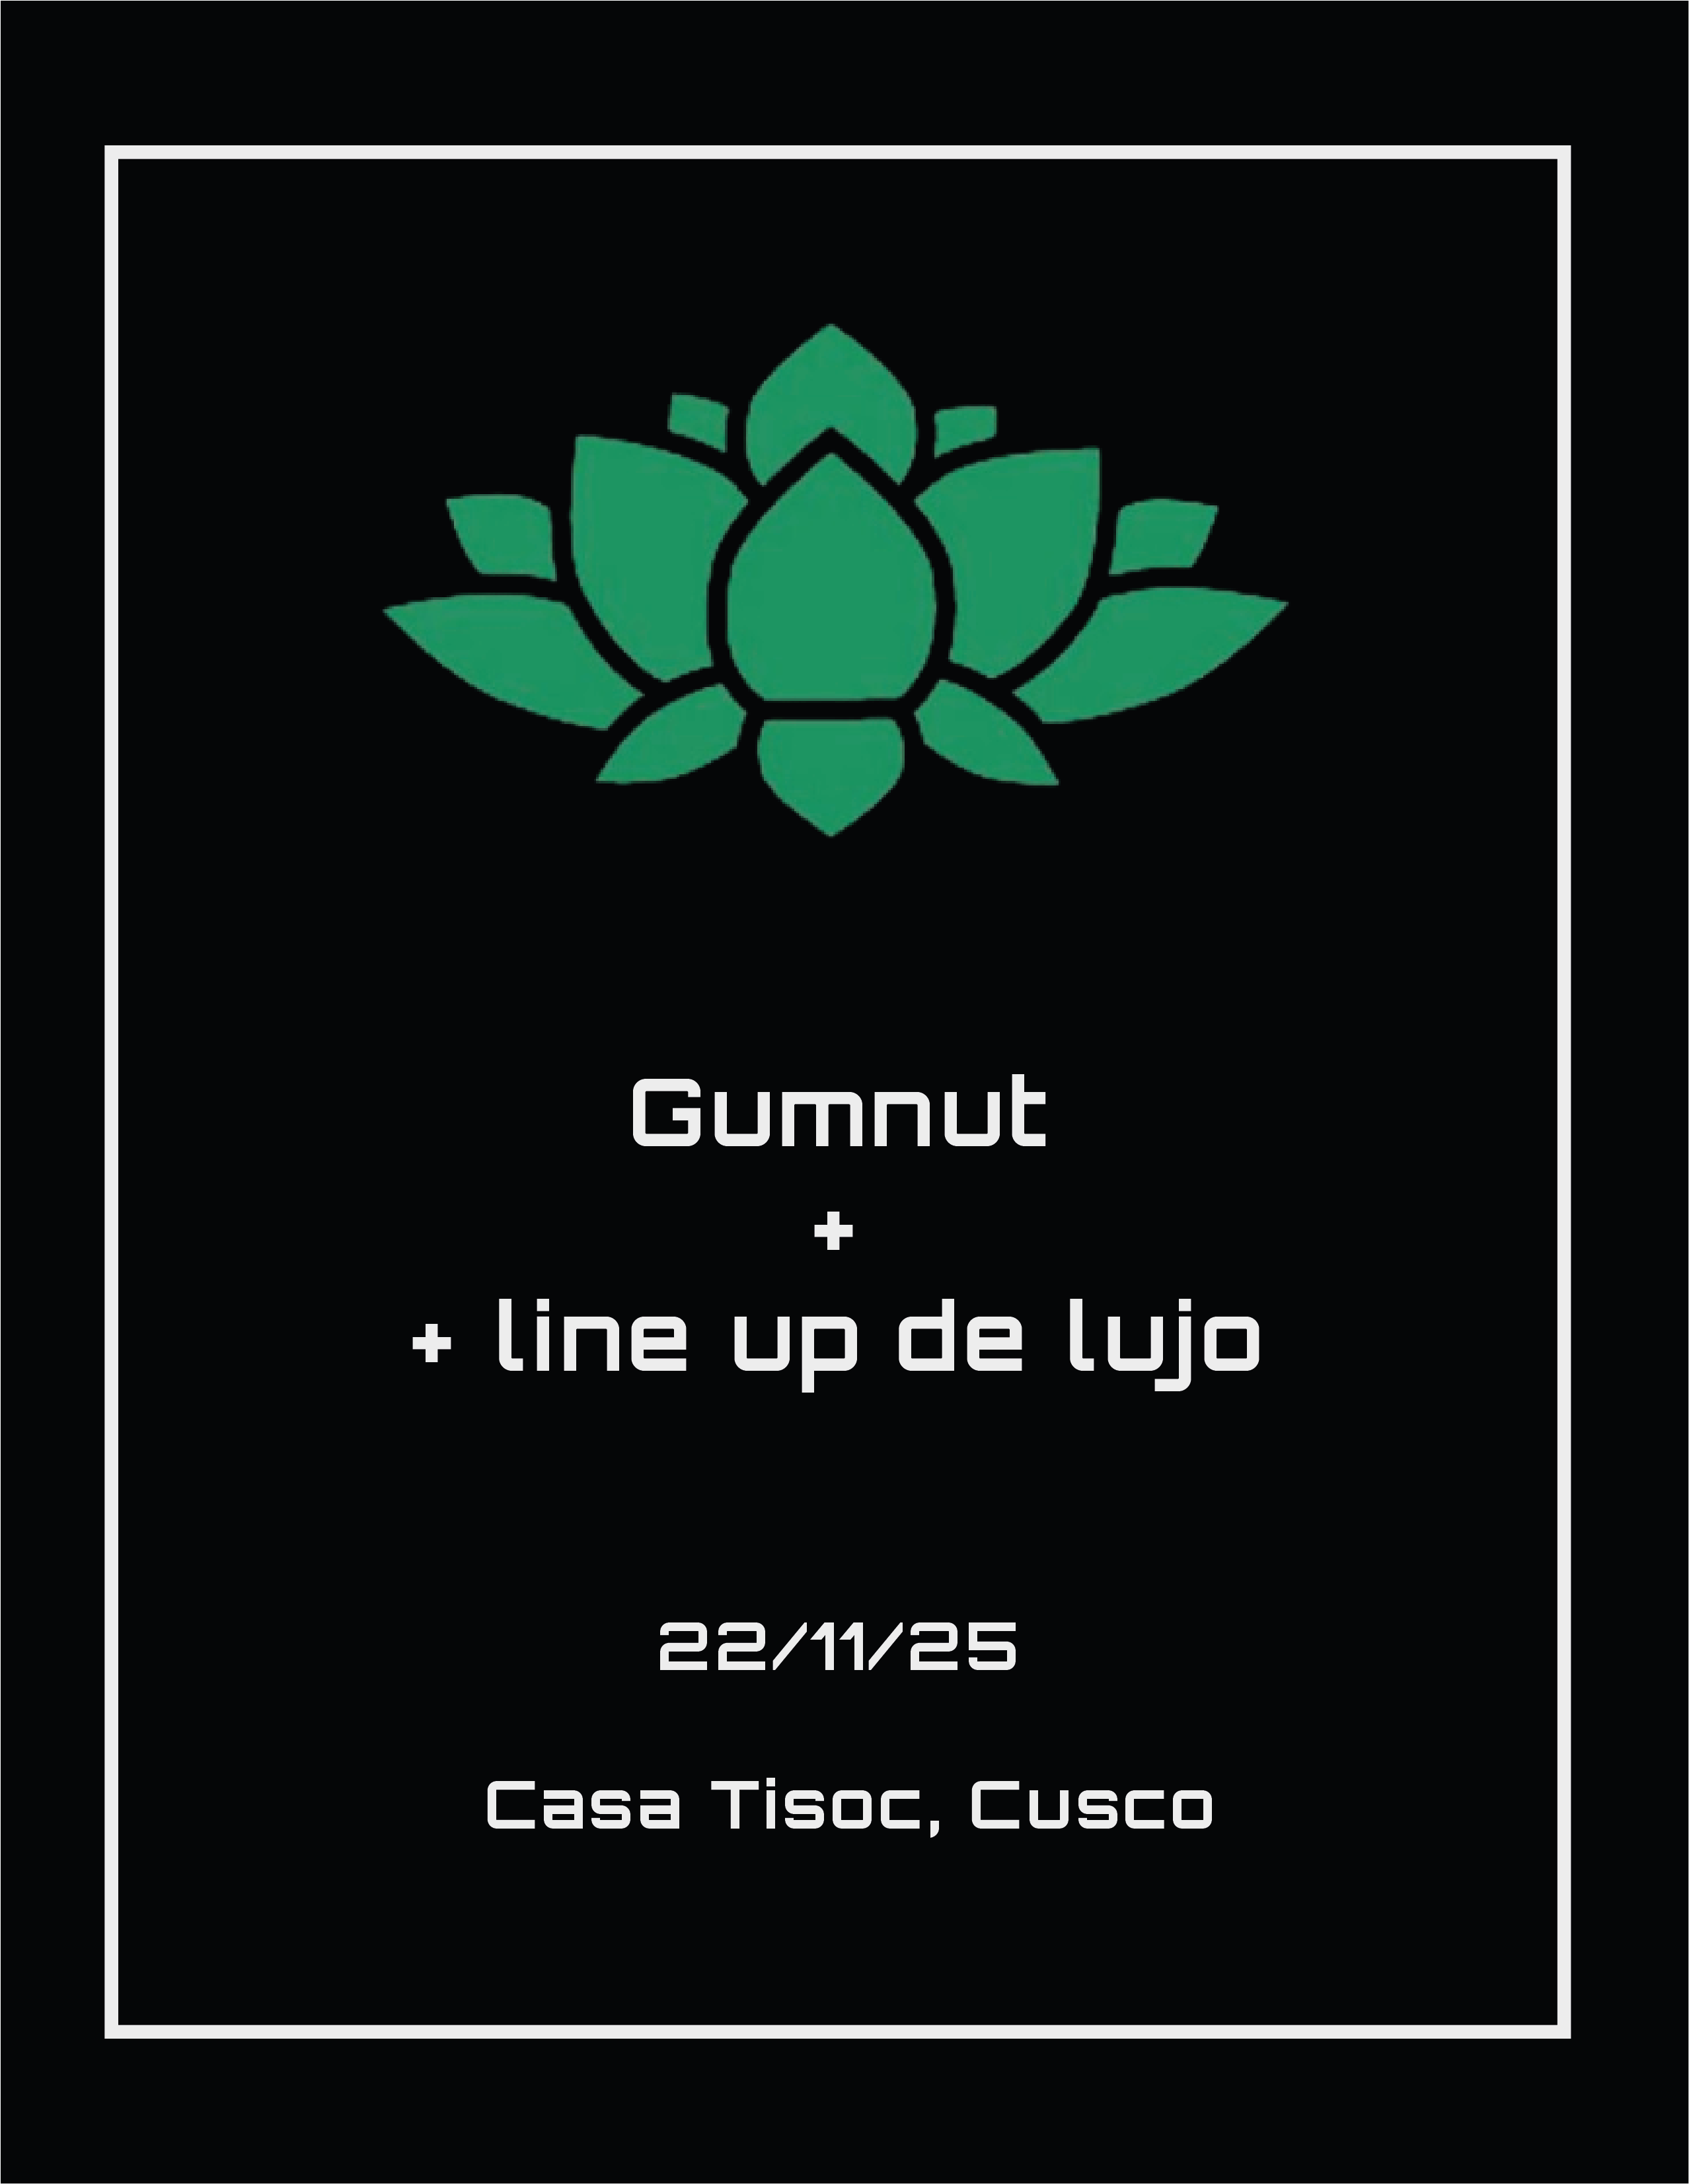 Gumnut
+
+ line up de lujo
22/11/25
Casa Tisoc, Cusco